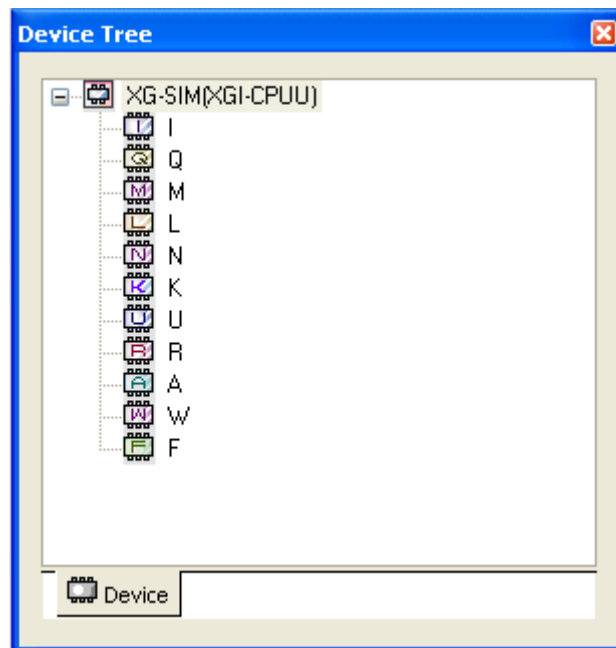 Device Tree
XG-SIM(XGI-CPUU)
I I
Q Q
M M
L L
N N
K K
U U
R R
A A
W W
F F
Device